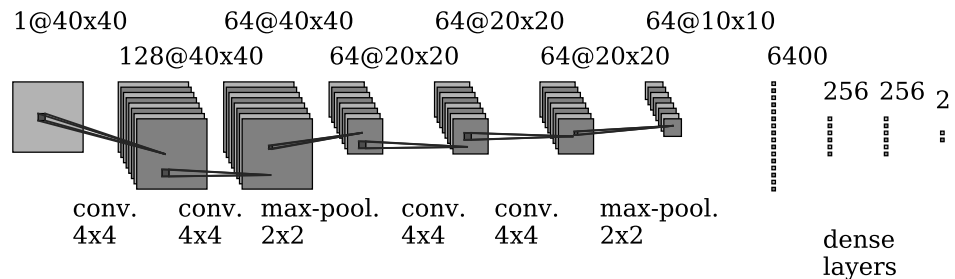 1@40x40 64@40x40 64@20x20 64@10x10
128@40x40 64@20x20 64@20x20 6400
256 256 2
conv. conv. max-pool. conv. conv. max-pool.
4x4 4x4 2x2 4x4 4x4 2x2
dense
layers